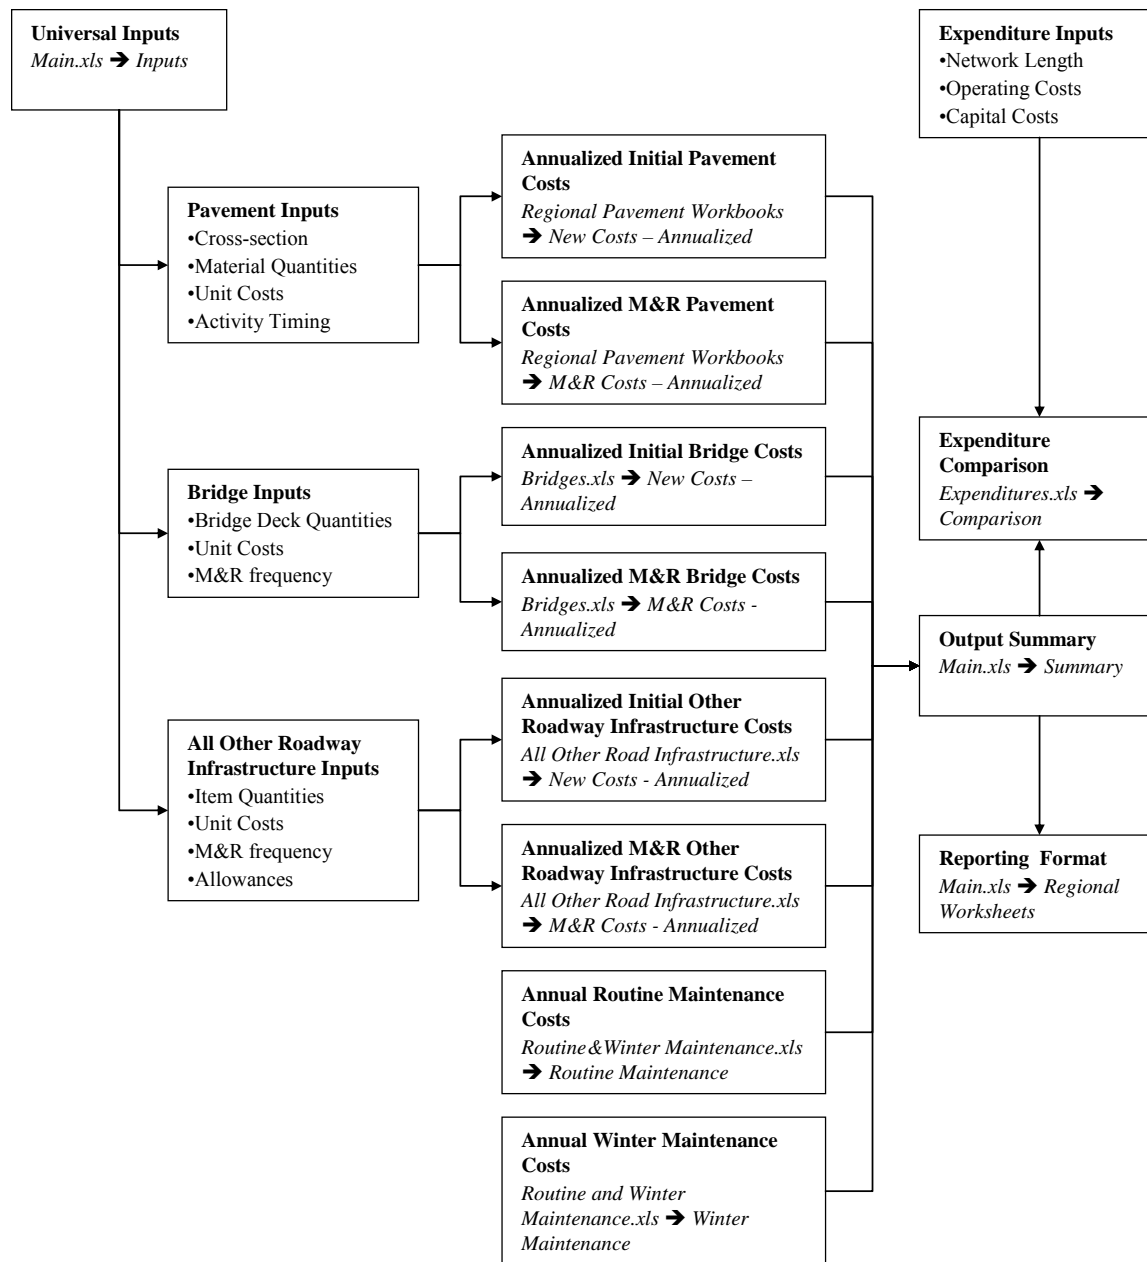 Universal Inputs
Main.xls ➔ Inputs
Expenditure Inputs
•Network Length
•Operating Costs
•Capital Costs
Pavement Inputs
•Cross-section
•Material Quantities
•Unit Costs
•Activity Timing
Annualized Initial Pavement
Costs
Regional Pavement Workbooks
➔ New Costs – Annualized
Annualized M&R Pavement
Costs
Regional Pavement Workbooks
➔ M&R Costs – Annualized
Bridge Inputs
•Bridge Deck Quantities
•Unit Costs
•M&R frequency
Annualized Initial Bridge Costs
Bridges.xls ➔ New Costs –
Annualized
Annualized M&R Bridge Costs
Bridges.xls ➔ M&R Costs -
Annualized
Expenditure
Comparison
Expenditures.xls ➔
Comparison
Output Summary
Main.xls ➔ Summary
All Other Roadway
Infrastructure Inputs
•Item Quantities
•Unit Costs
•M&R frequency
•Allowances
Annualized Initial Other
Roadway Infrastructure Costs
All Other Road Infrastructure.xls
➔ New Costs - Annualized
Annualized M&R Other
Roadway Infrastructure Costs
All Other Road Infrastructure.xls
➔ M&R Costs - Annualized
Reporting Format
Main.xls ➔ Regional
Worksheets
Annual Routine Maintenance
Costs
Routine&Winter Maintenance.xls
➔ Routine Maintenance
Annual Winter Maintenance
Costs
Routine and Winter
Maintenance.xls ➔ Winter
Maintenance